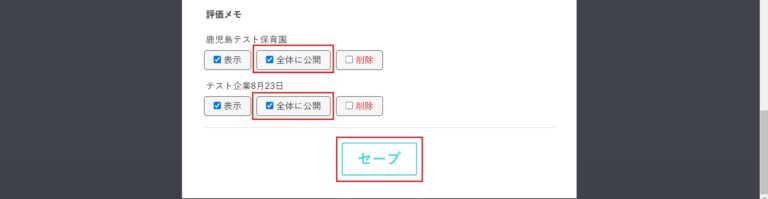 評価メモ
鹿児島テスト保育園
表示 全体に公開 削除
テスト企業8月23日
表示 全体に公開 削除
セーブ